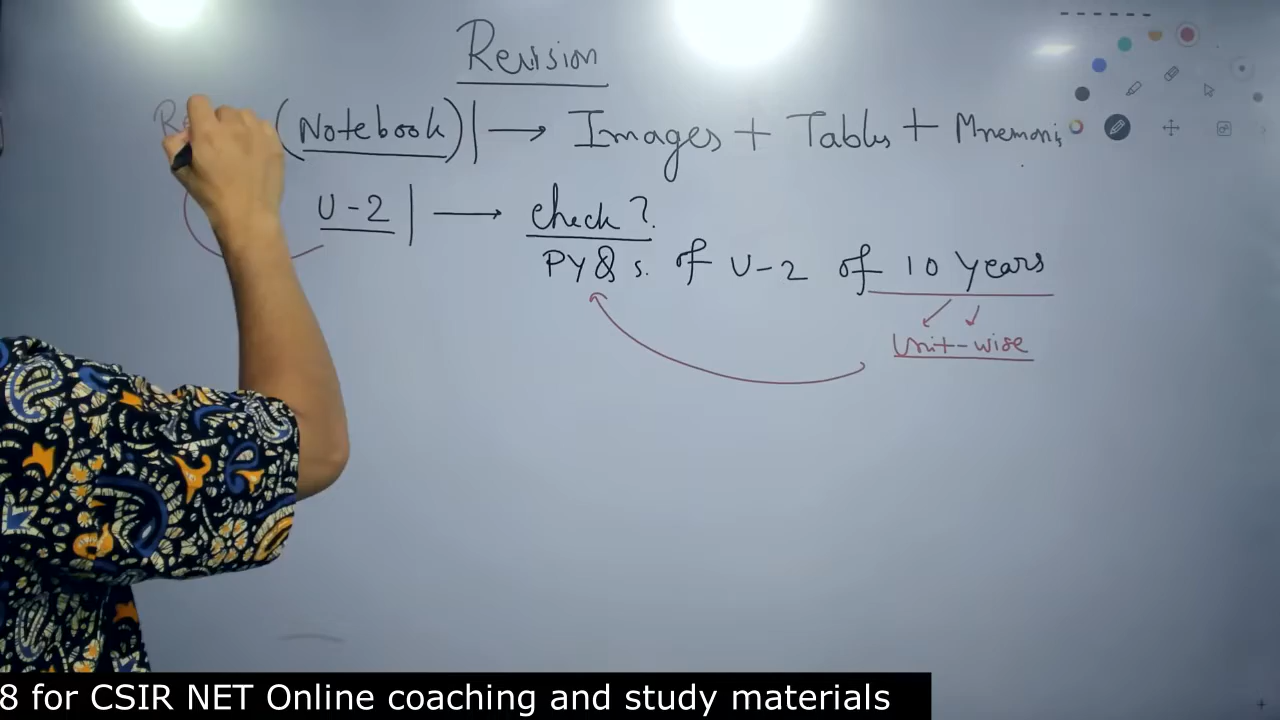 Revision
(Notebook) | → Images + Tables + Mnemonis
U-2 | → check?
PYQs. of U-2 of 10 Years
Unit-wise
8 for CSIR NET Online coaching and study materials